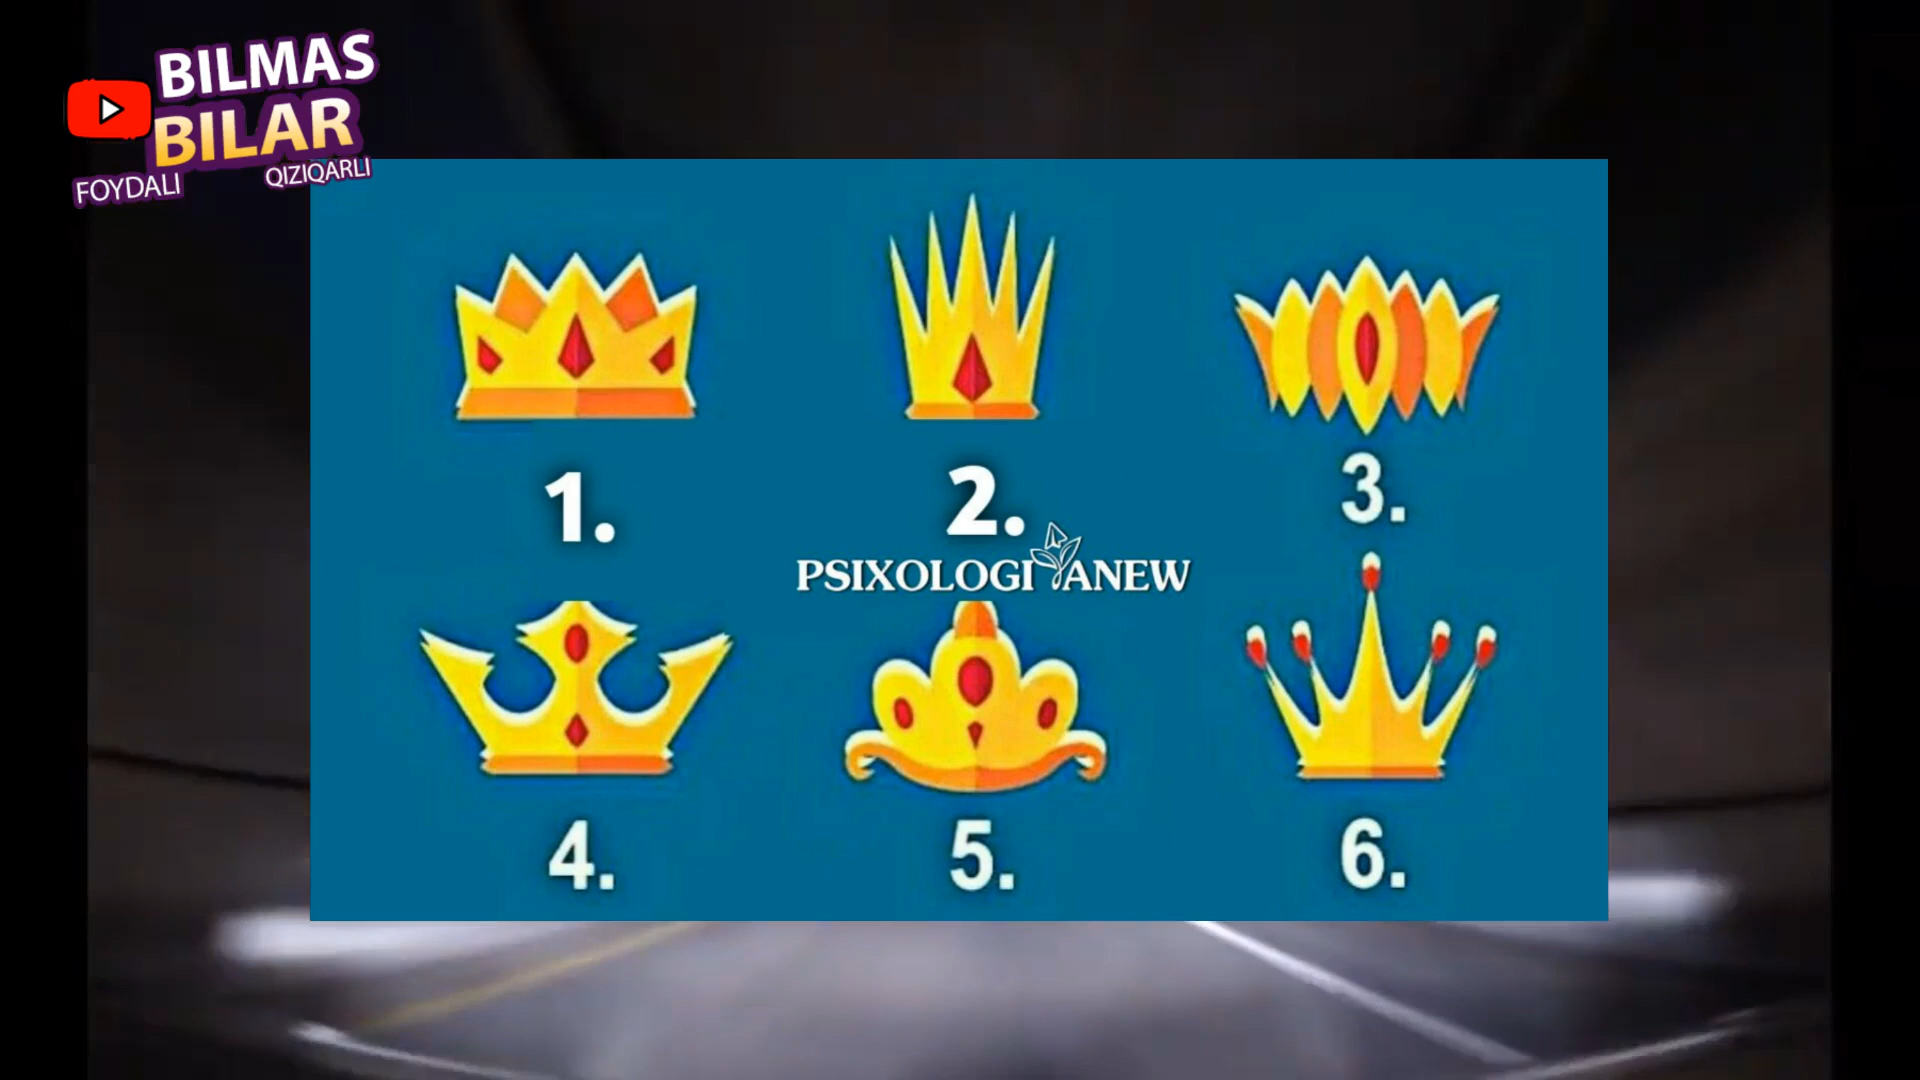 BILMAS
BILAR
FOYDALI QIZIQARLI
1. 2. 3.
PSIXOLOGIYANEW
4. 5. 6.